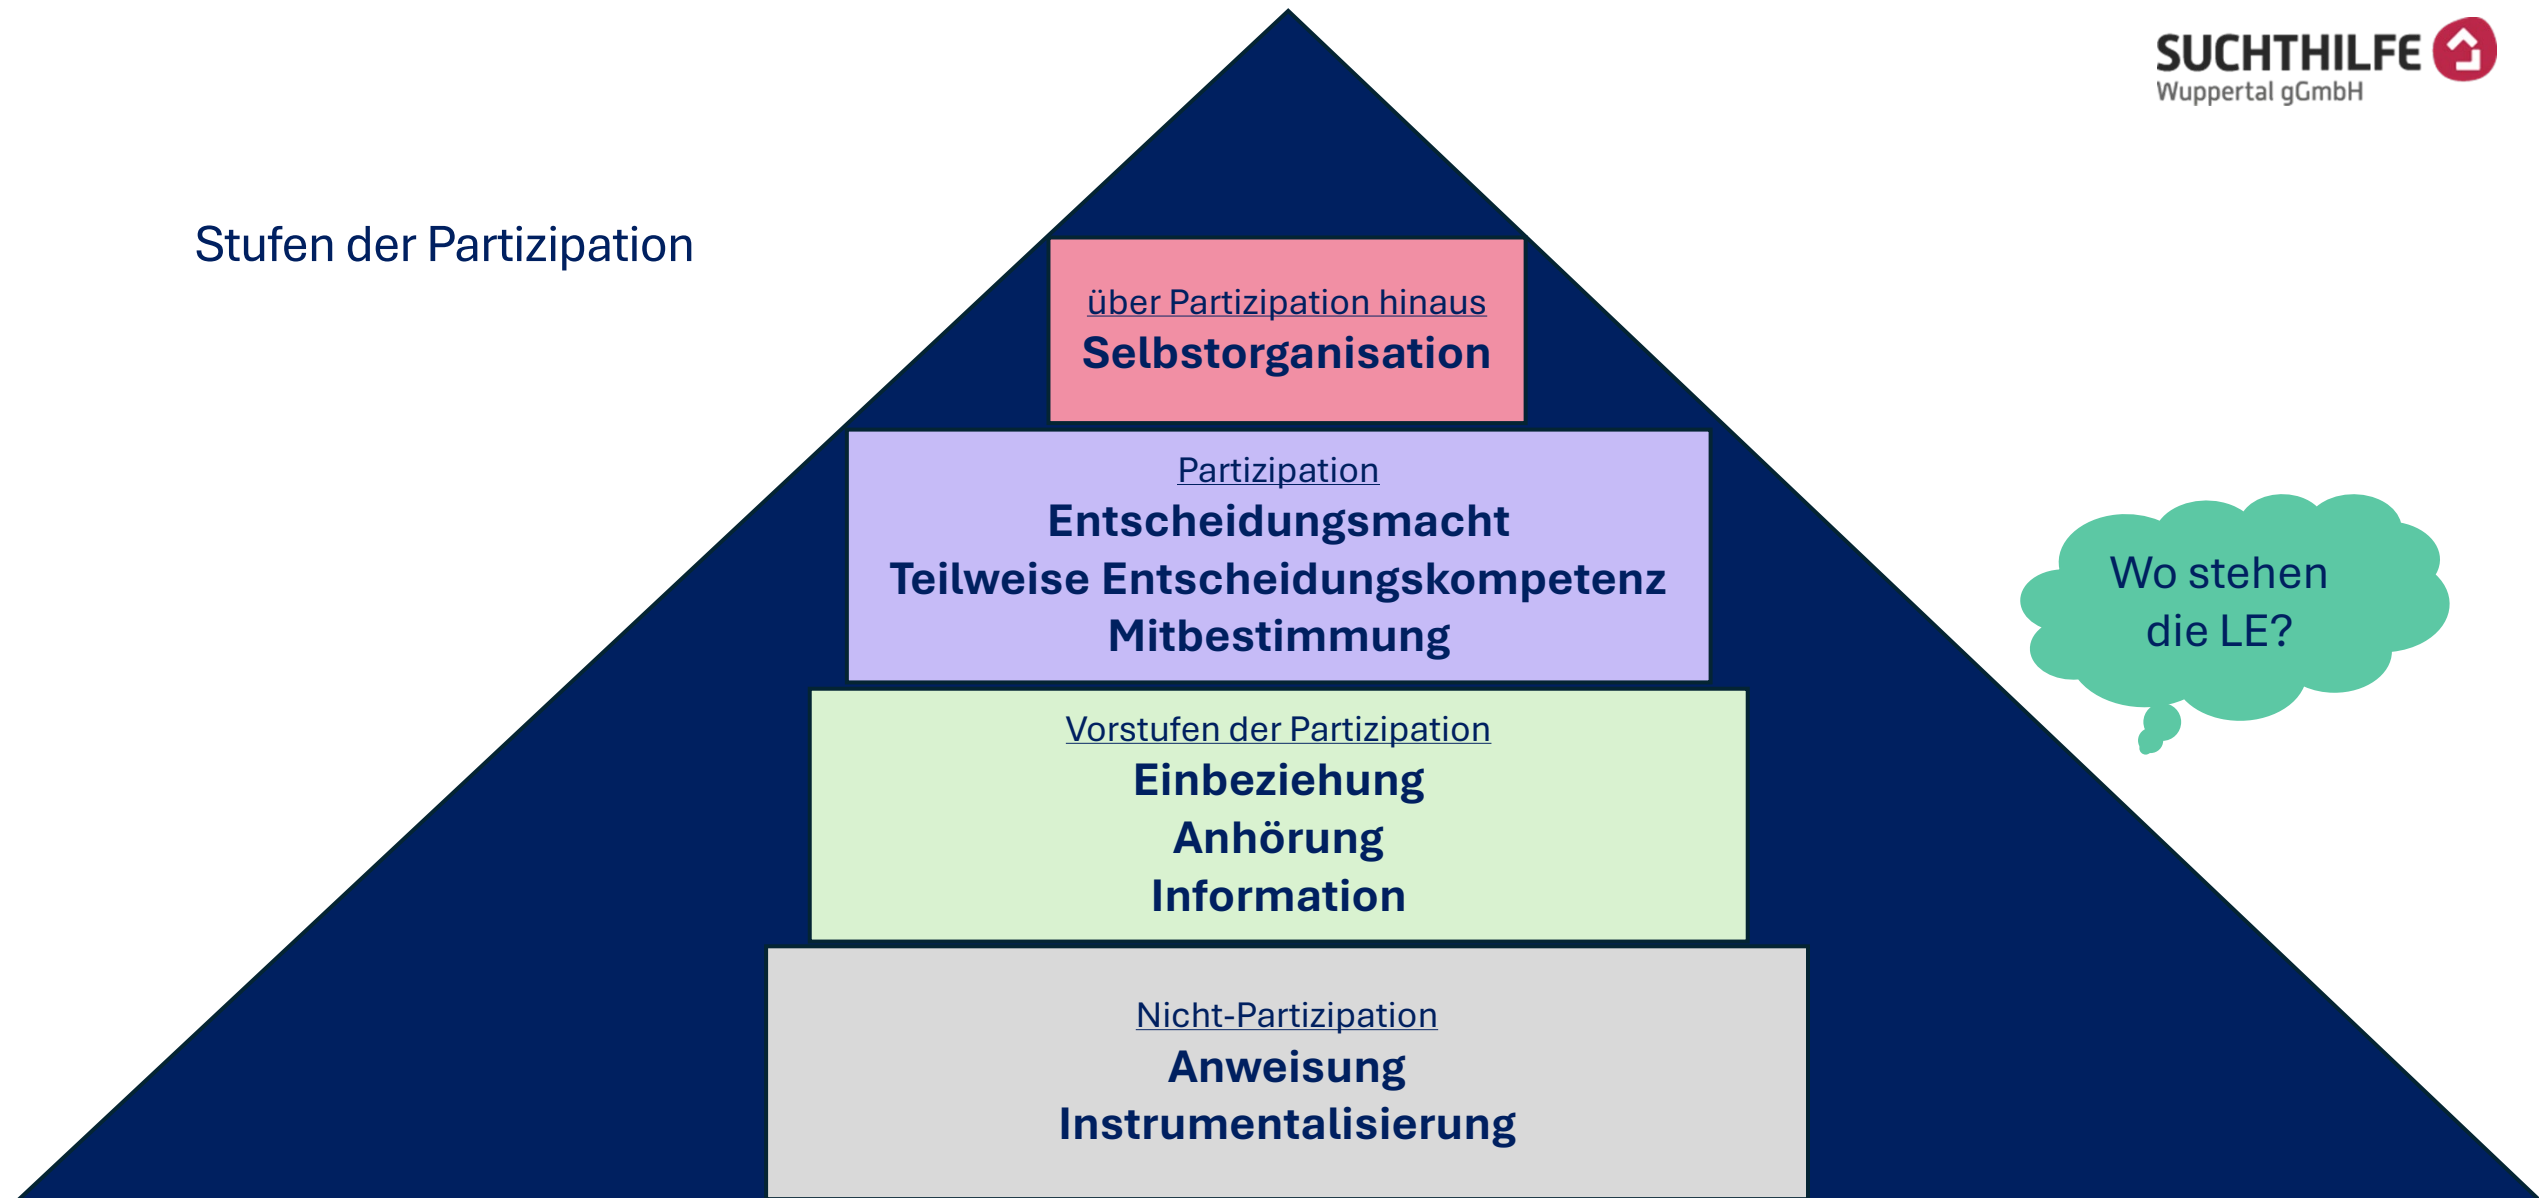 SUCHTHILFE
Wuppertal gGmbH
Stufen der Partizipation
über Partizipation hinaus
Selbstorganisation
Partizipation
Entscheidungsmacht
Teilweise Entscheidungskompetenz
Mitbestimmung
Wo stehen
die LE?
Vorstufen der Partizipation
Einbeziehung
Anhörung
Information
Nicht-Partizipation
Anweisung
Instrumentalisierung